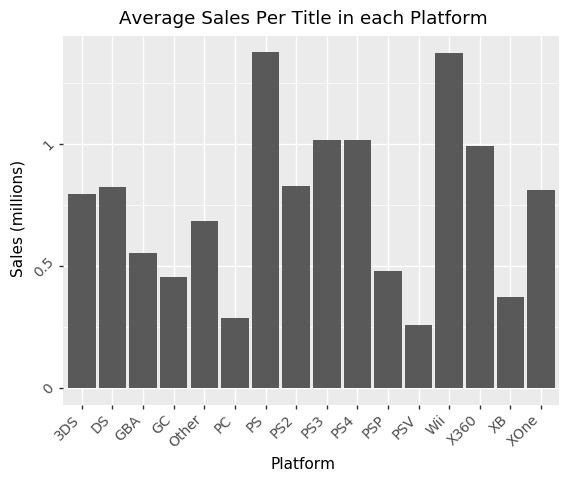 Average Sales Per Title in each Platform
Sales (millions)
1
0.5
0
3DS
DS
GBA
GC
Other
PC
PS
PS2
PS3
PS4
PSP
PSV
Wii
X360
XB
XOne
Platform